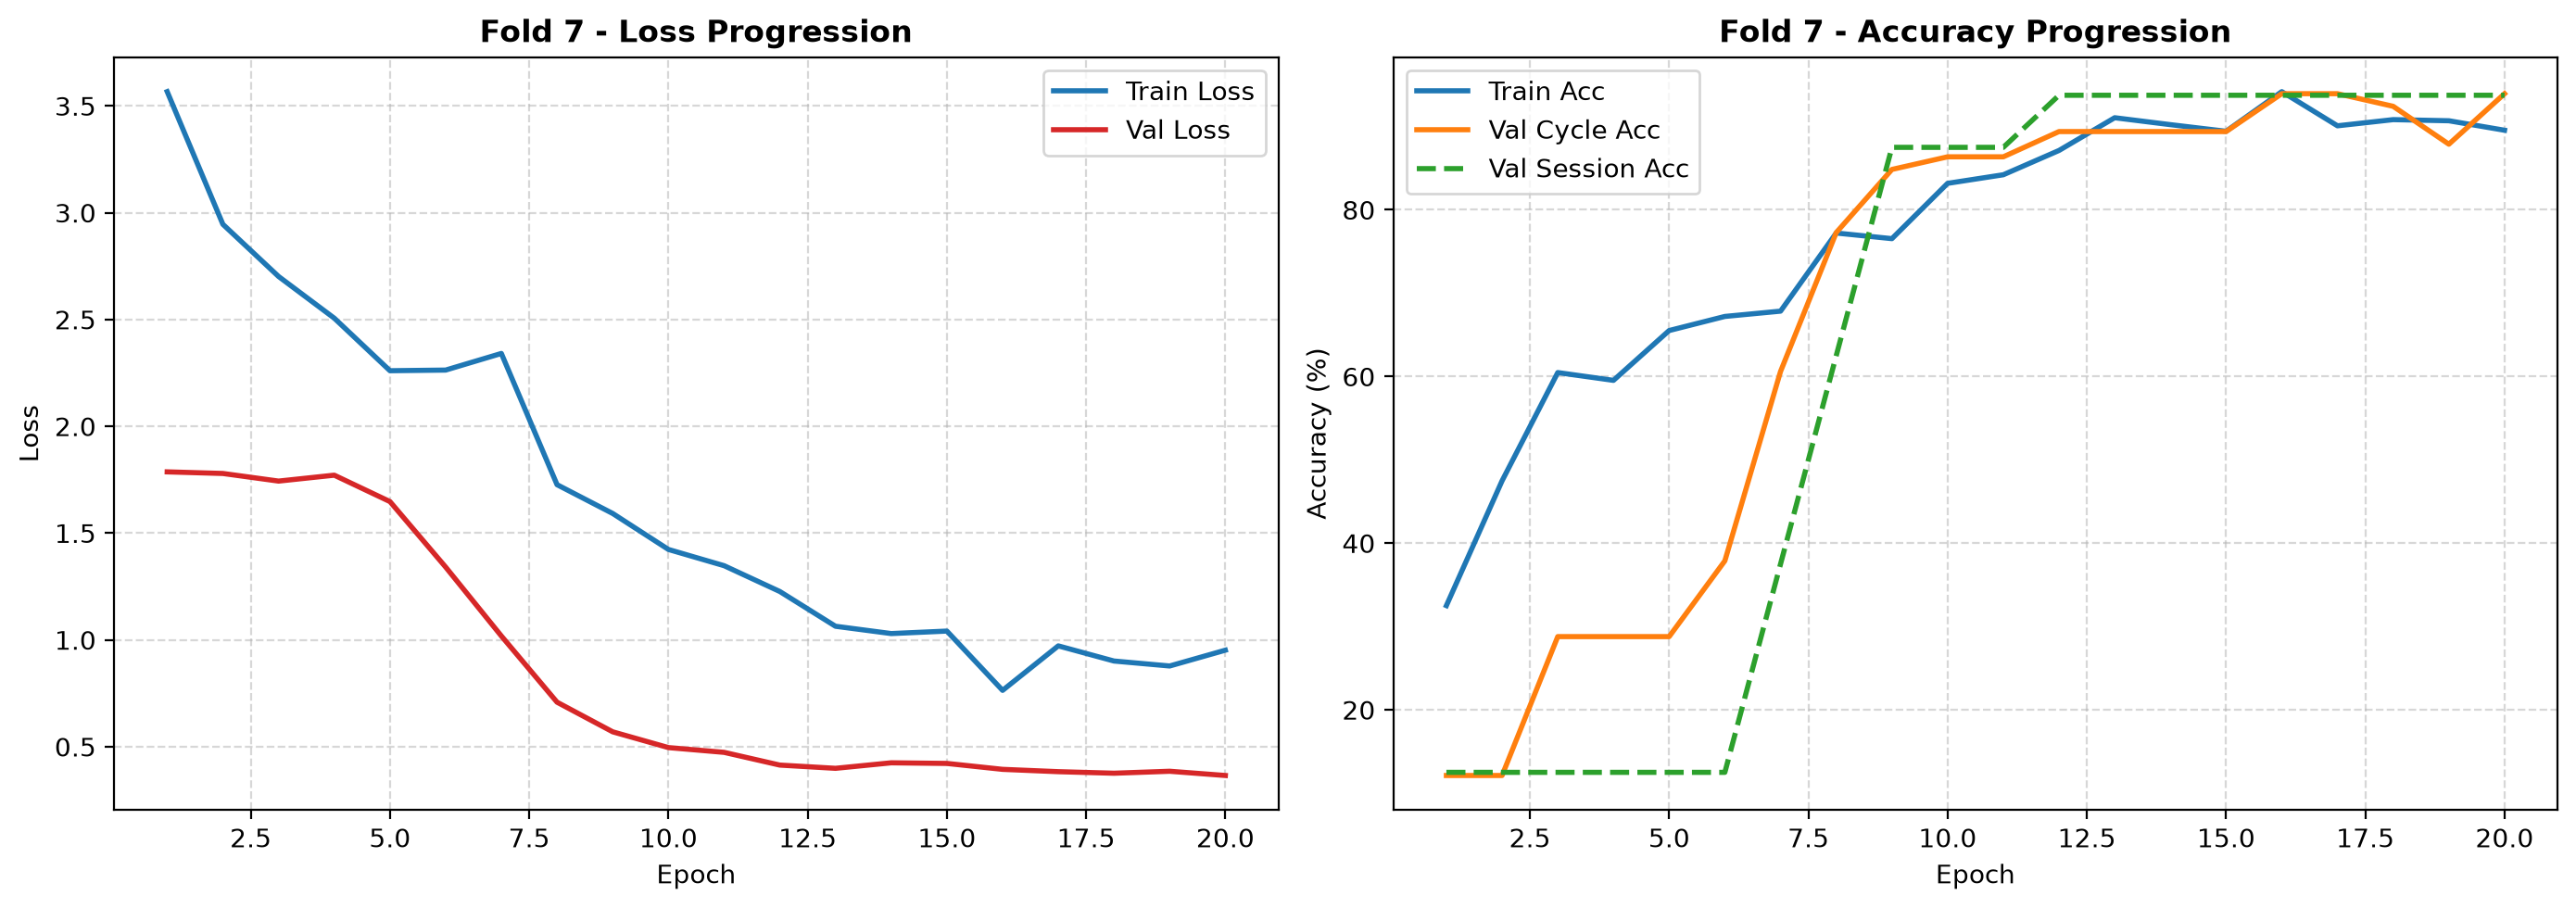 Fold 7 - Loss Progression
Train Loss
Val Loss
3.5
3.0
2.5
2.0
1.5
1.0
0.5
Loss
2.5 5.0 7.5 10.0 12.5 15.0 17.5 20.0
Epoch
Fold 7 - Accuracy Progression
Train Acc
Val Cycle Acc
Val Session Acc
80
60
40
20
Accuracy (%)
2.5 5.0 7.5 10.0 12.5 15.0 17.5 20.0
Epoch